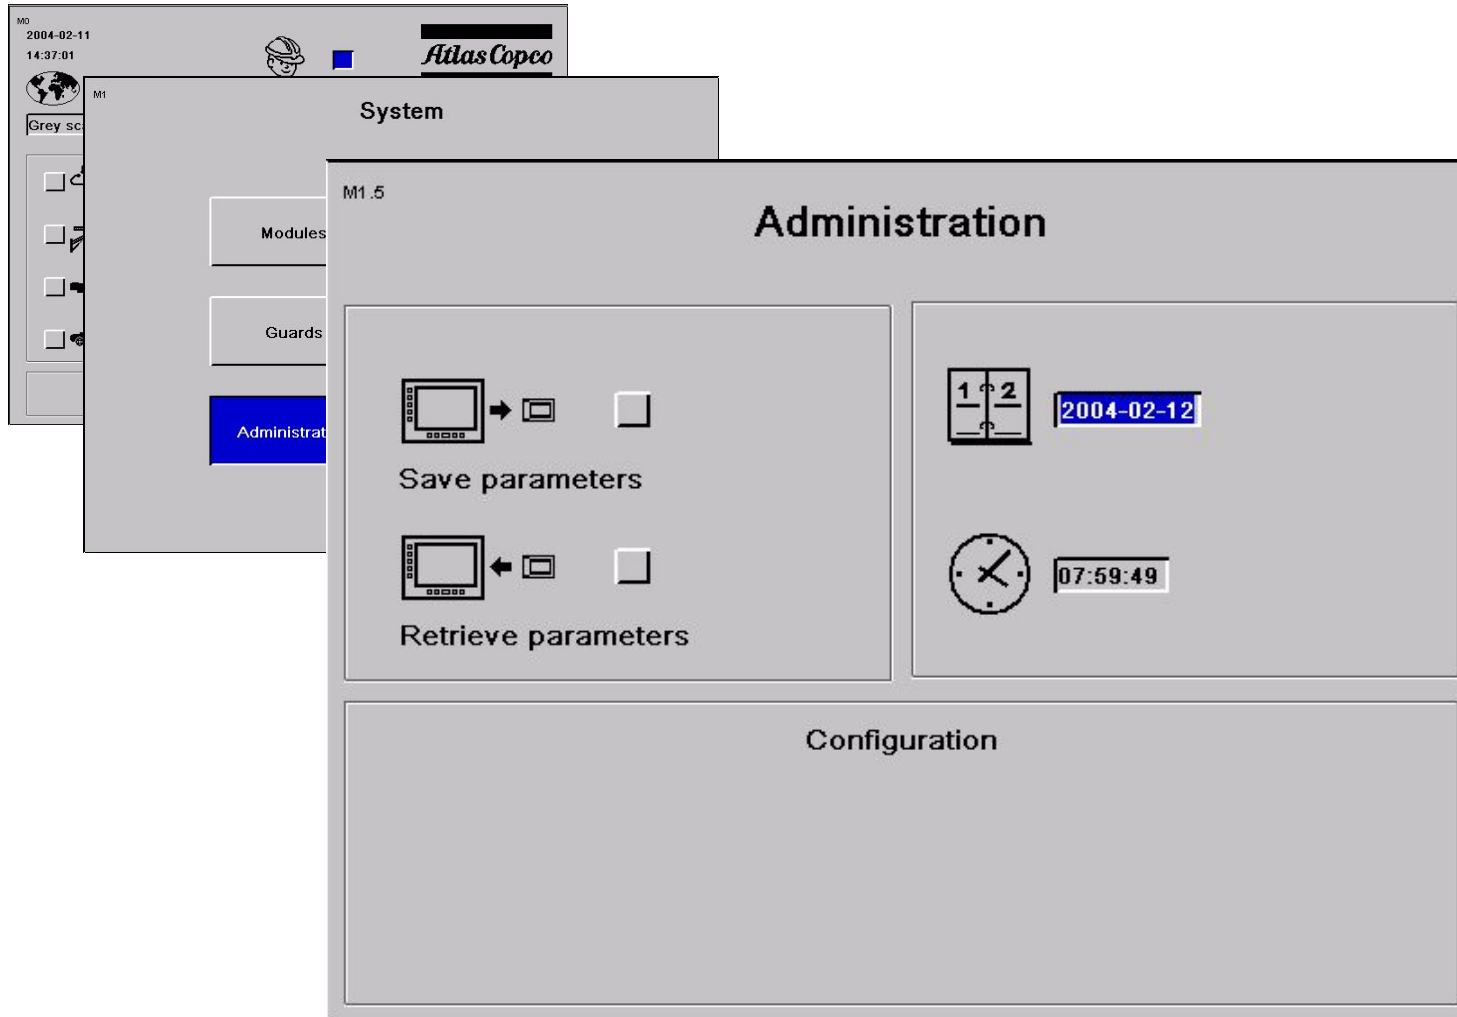 M0
2004-02-11
14:37:01
Atlas Copco
Grey sc
M1
System
Modules
Guards
Administrat
M1.5
Administration
Save parameters
Retrieve parameters
1 2
2004-02-12
07:59:49
Configuration